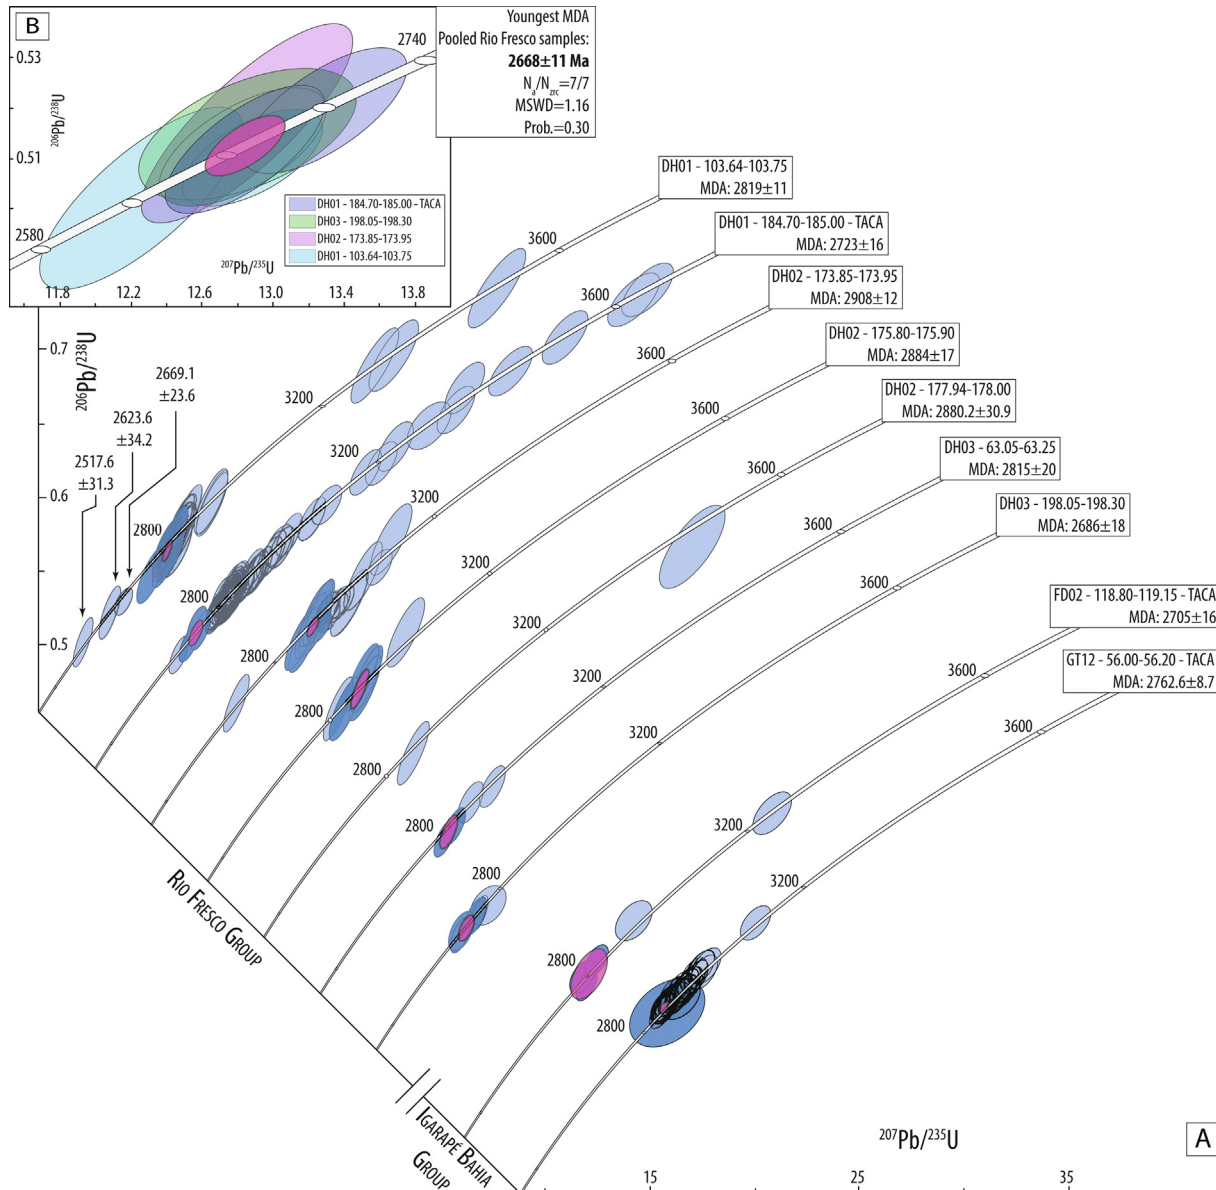 B
Youngest MDA
Pooled Rio Fresco samples:
2668±11 Ma
Na/Nzrc=7/7
MSWD=1.16
Prob.=0.30
2740
0.53
206Pb/238U
0.51
2580
DH01 - 184.70-185.00 - TACA
DH03 - 198.05-198.30
DH02 - 173.85-173.95
DH01 - 103.64-103.75
207Pb/235U
11.8 12.2 12.6 13.0 13.4 13.8
DH01 - 103.64-103.75
MDA: 2819±11
DH01 - 184.70-185.00 - TACA
MDA: 2723±16
DH02 - 173.85-173.95
MDA: 2908±12
DH02 - 175.80-175.90
MDA: 2884±17
DH02 - 177.94-178.00
MDA: 2880.2±30.9
DH03 - 63.05-63.25
MDA: 2815±20
DH03 - 198.05-198.30
MDA: 2686±18
FD02 - 118.80-119.15 - TACA
MDA: 2705±16
GT12 - 56.00-56.20 - TACA
MDA: 2762.6±8.7
206Pb/238U
0.7
0.6
0.5
2669.1
±23.6
2623.6
±34.2
2517.6
±31.3
3600
3200
2800
3600
3200
2800
3600
3200
2800
3600
3200
2800
3600
3200
2800
3600
3200
2800
3600
3200
2800
3600
3200
2800
3600
3200
2800
Rio Fresco Group
Igarapé Bahia
Group
207Pb/235U
A
15 25 35